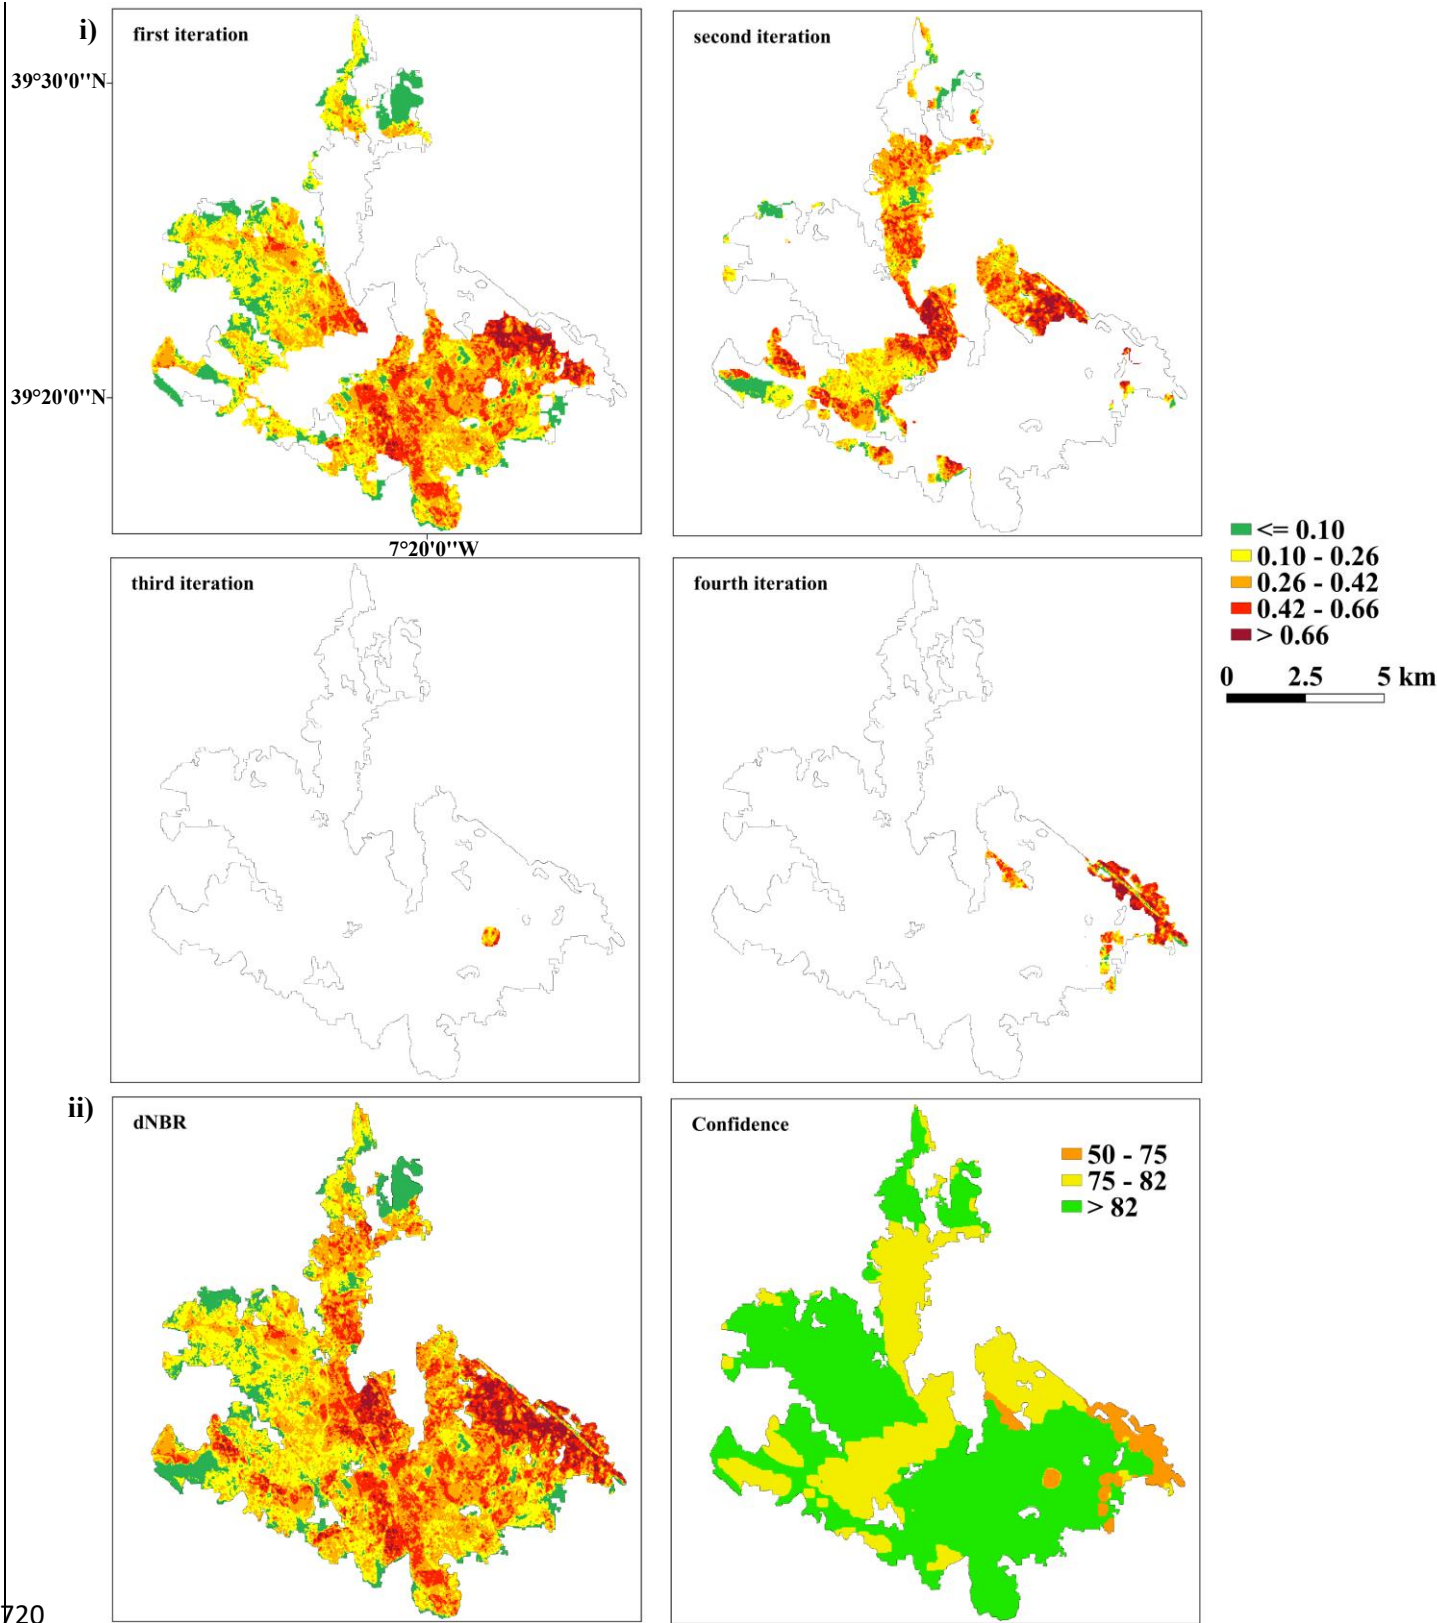 i)
first iteration
second iteration
39°30'0''N
39°20'0''N
7°20'0''W
<= 0.10
0.10 - 0.26
0.26 - 0.42
0.42 - 0.66
> 0.66
0 2.5 5 km
third iteration
fourth iteration
ii)
dNBR
Confidence
50 - 75
75 - 82
> 82
720